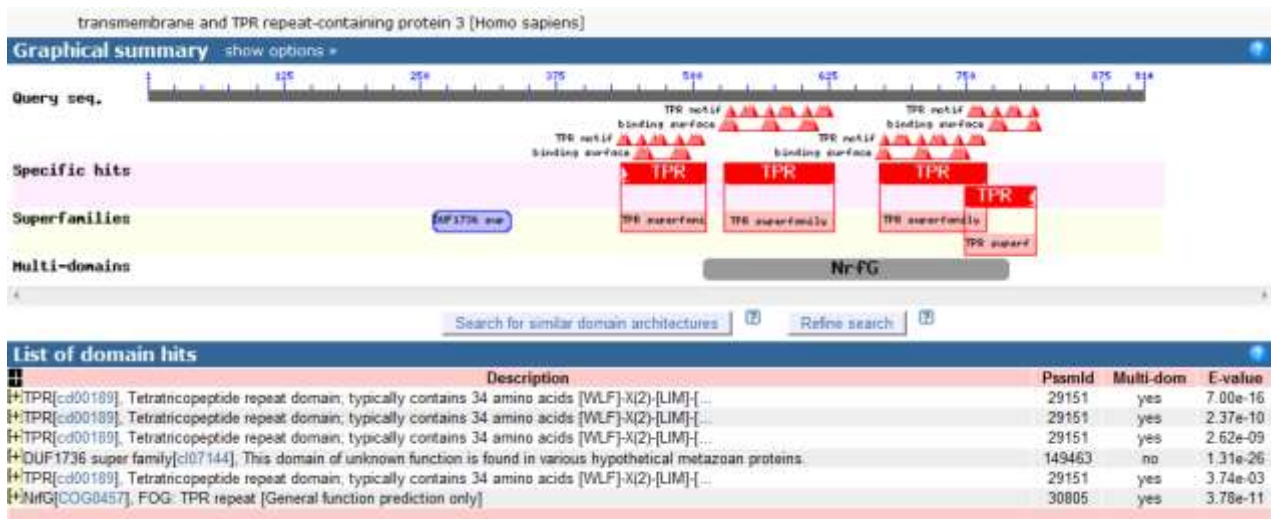 transmembrane and TPR repeat-containing protein 3 [Homo sapiens]
Graphical summary show options »
1 125 250 375 500 625 750 875 914
Query seq.
TPR motif TPR motif
binding surface binding surface
TPR motif TPR motif
binding surface binding surface
Specific hits TPR TPR TPR
TPR
Superfamilies DUF1736 sup TPR superfami TPR superfamily TPR superfamily
TPR superf
Multi-domains NrfG
Search for similar domain architectures ? Refine search ?
List of domain hits
Description PssmId Multi-dom E-value
[+]TPR[cd00189], Tetratricopeptide repeat domain; typically contains 34 amino acids [WLF]-X(2)-[LIM]-[... 29151 yes 7.00e-16
[+]TPR[cd00189], Tetratricopeptide repeat domain; typically contains 34 amino acids [WLF]-X(2)-[LIM]-[... 29151 yes 2.37e-10
[+]TPR[cd00189], Tetratricopeptide repeat domain; typically contains 34 amino acids [WLF]-X(2)-[LIM]-[... 29151 yes 2.62e-09
[+]DUF1736 super family[cl07144], This domain of unknown function is found in various hypothetical metazoan proteins. 149463 no 1.31e-26
[+]TPR[cd00189], Tetratricopeptide repeat domain; typically contains 34 amino acids [WLF]-X(2)-[LIM]-[... 29151 yes 3.74e-03
[+]NrfG[COG0457], FOG: TPR repeat [General function prediction only] 30805 yes 3.78e-11